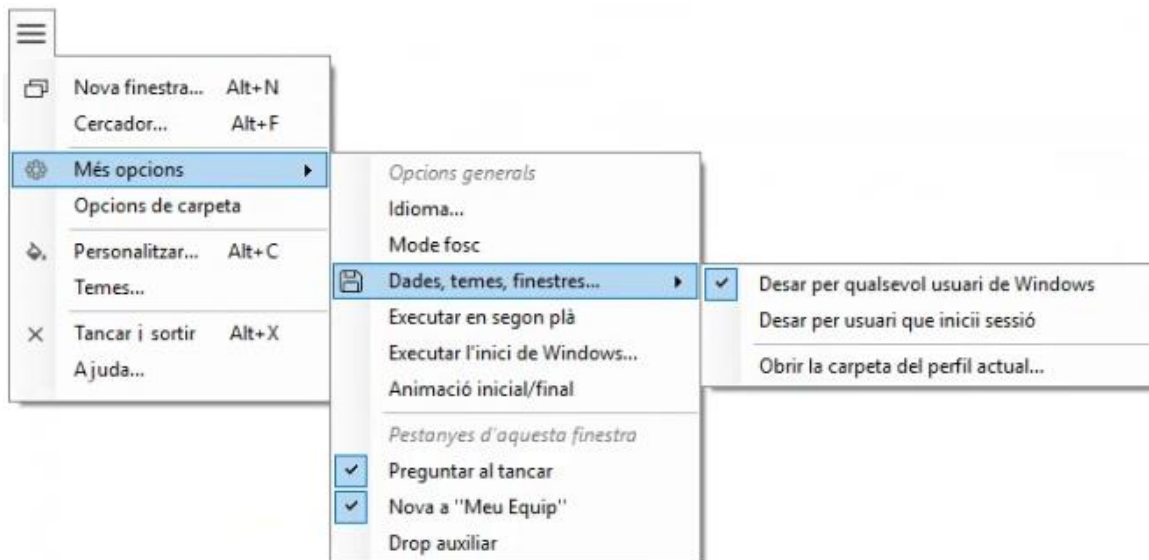 Nova finestra... Alt+N
Cercador... Alt+F
Més opcions
Opcions de carpeta
Personalitzar... Alt+C
Temes...
Tancar i sortir Alt+X
Ajuda...
Opcions generals
Idioma...
Mode fosc
Dades, temes, finestres...
Executar en segon plà
Executar l'inici de Windows...
Animació inicial/final
Pestanyes d'aquesta finestra
Preguntar al tancar
Nova a "Meu Equip"
Drop auxiliar
Desar per qualsevol usuari de Windows
Desar per usuari que inicii sessió
Obrir la carpeta del perfil actual...